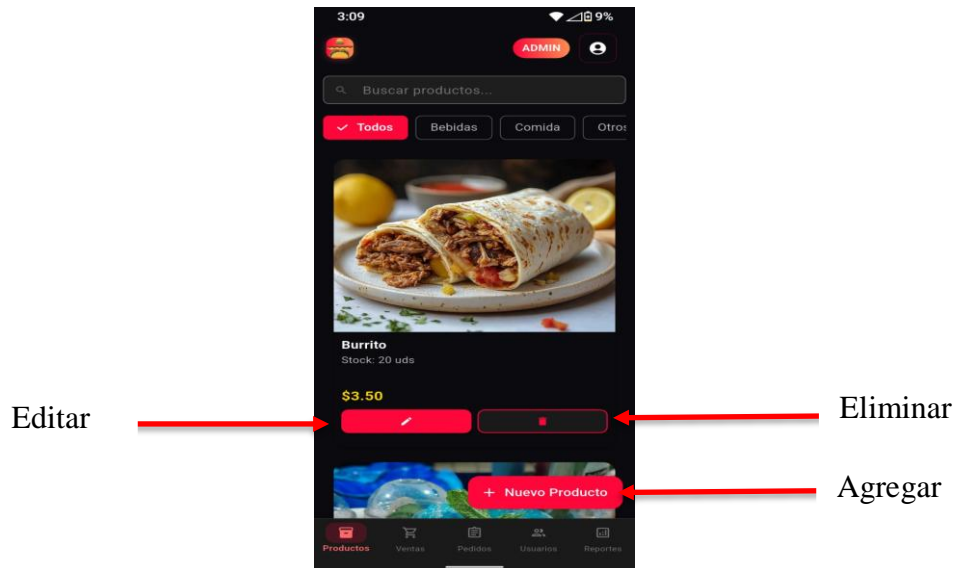 3:09
9%
ADMIN
Buscar productos...
Todos
Bebidas
Comida
Otros
Burrito
Stock: 20 uds
$3.50
Editar
Eliminar
+ Nuevo Producto
Agregar
Productos
Ventas
Pedidos
Usuarios
Reportes